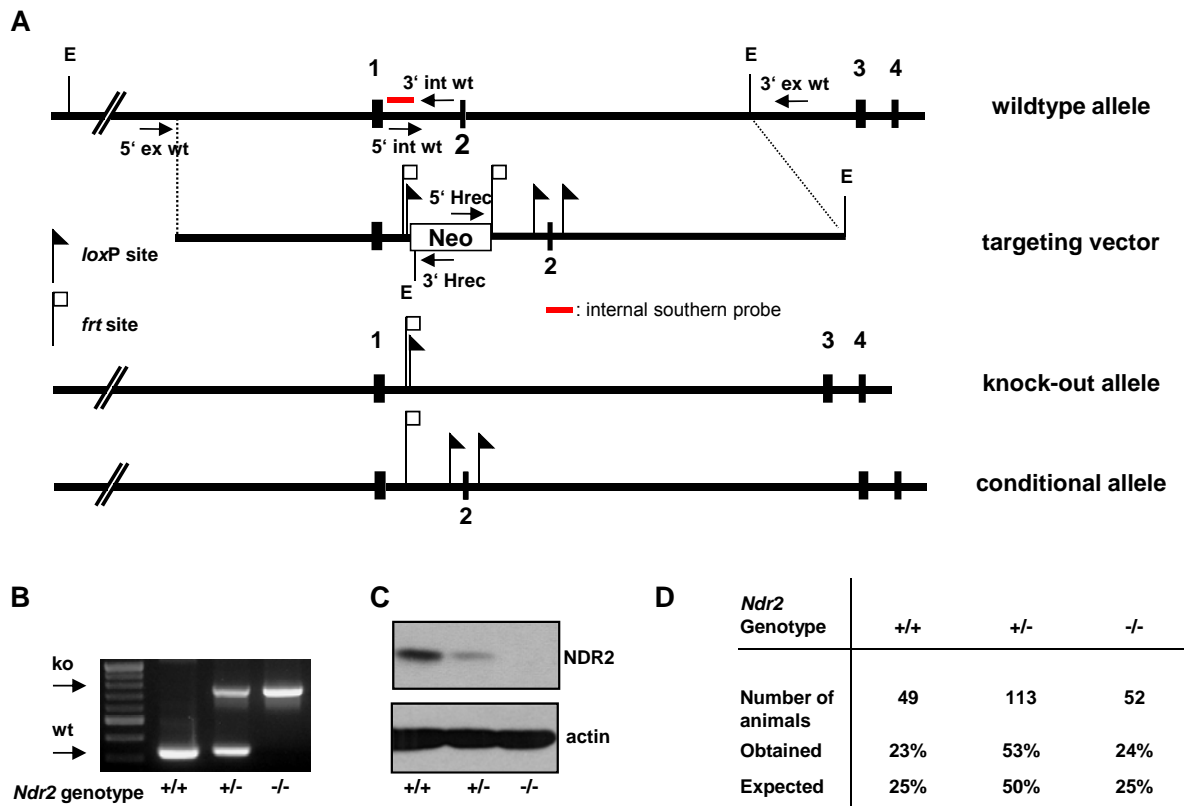 A
E
1
3‘ int wt
E
3‘ ex wt
3
4
wildtype allele
5‘ ex wt
5‘ int wt
2
E
5‘ Hrec
Neo
targeting vector
loxP site
3‘ Hrec
2
E
frt site
: internal southern probe
1
3
4
knock-out allele
conditional allele
2
B
ko
wt
Ndr2 genotype
+/+
+/-
-/-
C
NDR2
actin
+/+
+/-
-/-
D
Ndr2
Genotype
+/+
+/-
-/-
Number of
animals
49
113
52
Obtained
23%
53%
24%
Expected
25%
50%
25%